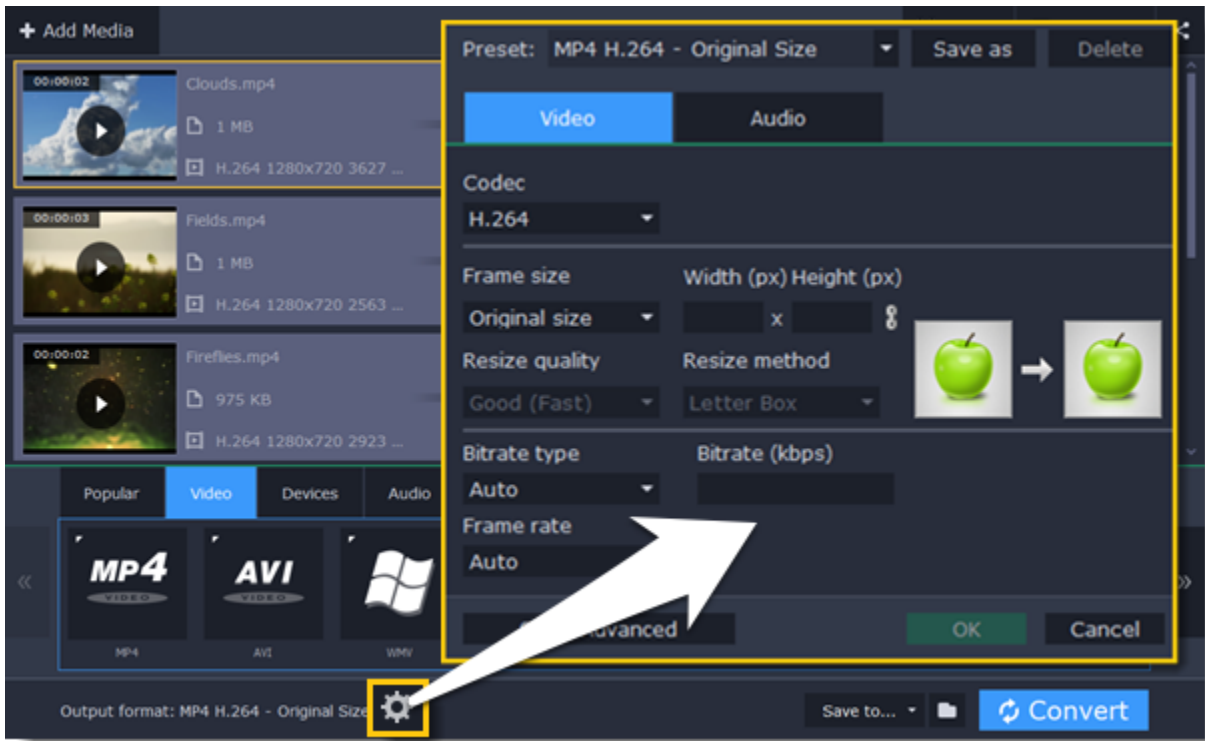 Add Media
00:00:02
Clouds.mp4
1 MB
H.264 1280x720 3627 ...
00:00:03
Fields.mp4
1 MB
H.264 1280x720 2563 ...
00:00:02
Fireflies.mp4
975 KB
H.264 1280x720 2923 ...
Preset: MP4 H.264 - Original Size Save as Delete
Video Audio
Codec
H.264
Frame size Width (px) Height (px)
Original size x
Resize quality Resize method
Good (Fast) Letter Box
Bitrate type Bitrate (kbps)
Auto
Frame rate
Auto
Advanced OK Cancel
Popular Video Devices Audio
MP4 AVI
VIDEO VIDEO
MP4 AVI WMV
Output format: MP4 H.264 - Original Size
Save to... Convert